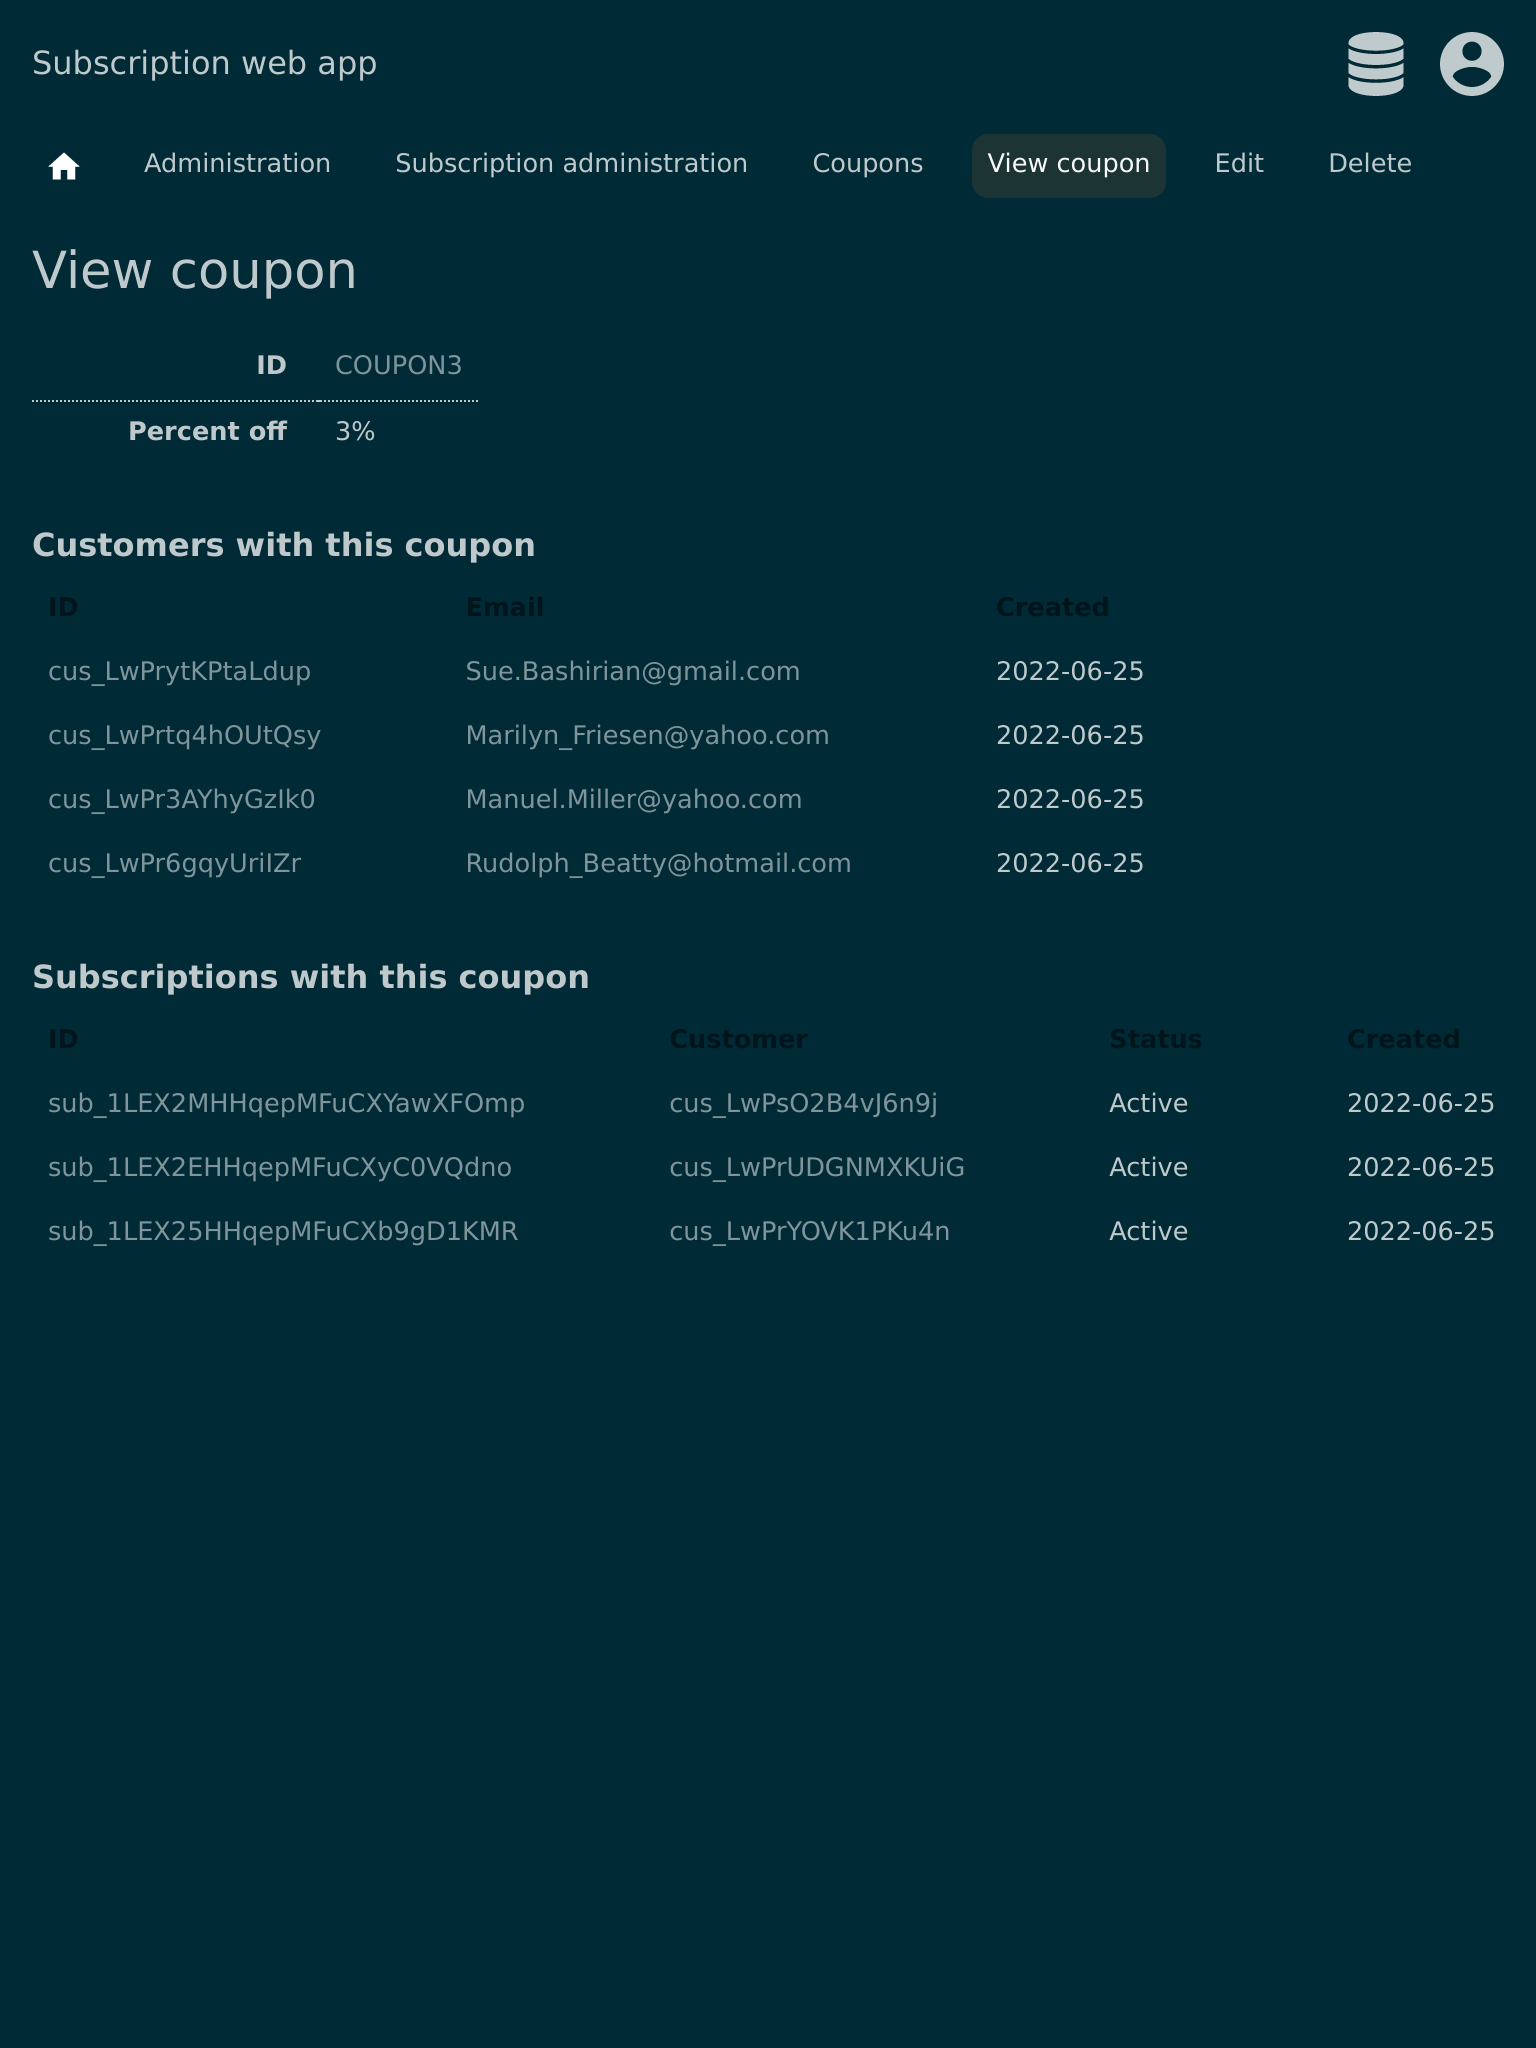 Subscription web app
Administration Subscription administration Coupons View coupon Edit Delete
View coupon
ID COUPON3
Percent off 3%
Customers with this coupon
ID Email Created
cus_LwPrytKPtaLdup Sue.Bashirian@gmail.com 2022-06-25
cus_LwPrtq4hOUtQsy Marilyn_Friesen@yahoo.com 2022-06-25
cus_LwPr3AYhyGzIk0 Manuel.Miller@yahoo.com 2022-06-25
cus_LwPr6gqyUriIZr Rudolph_Beatty@hotmail.com 2022-06-25
Subscriptions with this coupon
ID Customer Status Created
sub_1LEX2MHHqepMFuCXYawXFOmp cus_LwPsO2B4vJ6n9j Active 2022-06-25
sub_1LEX2EHHqepMFuCXyC0VQdno cus_LwPrUDGNMXKUiG Active 2022-06-25
sub_1LEX25HHqepMFuCXb9gD1KMR cus_LwPrYOVK1PKu4n Active 2022-06-25